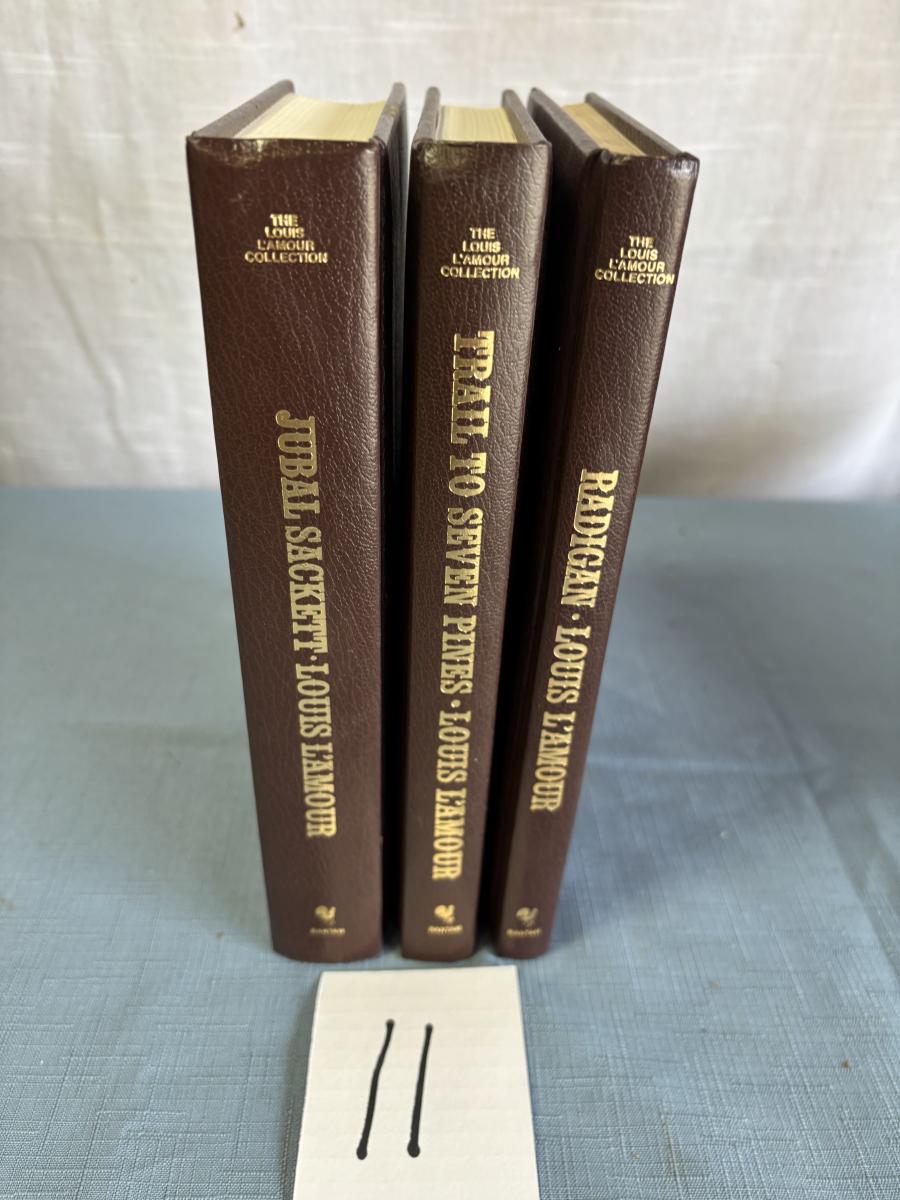 THE
LOUIS
L'AMOUR
COLLECTION
JUBAL SACKETT · LOUIS L'AMOUR
THE
LOUIS
L'AMOUR
COLLECTION
TRAIL TO SEVEN PINES · LOUIS L'AMOUR
THE
LOUIS
L'AMOUR
COLLECTION
RADIGAN · LOUIS L'AMOUR
11